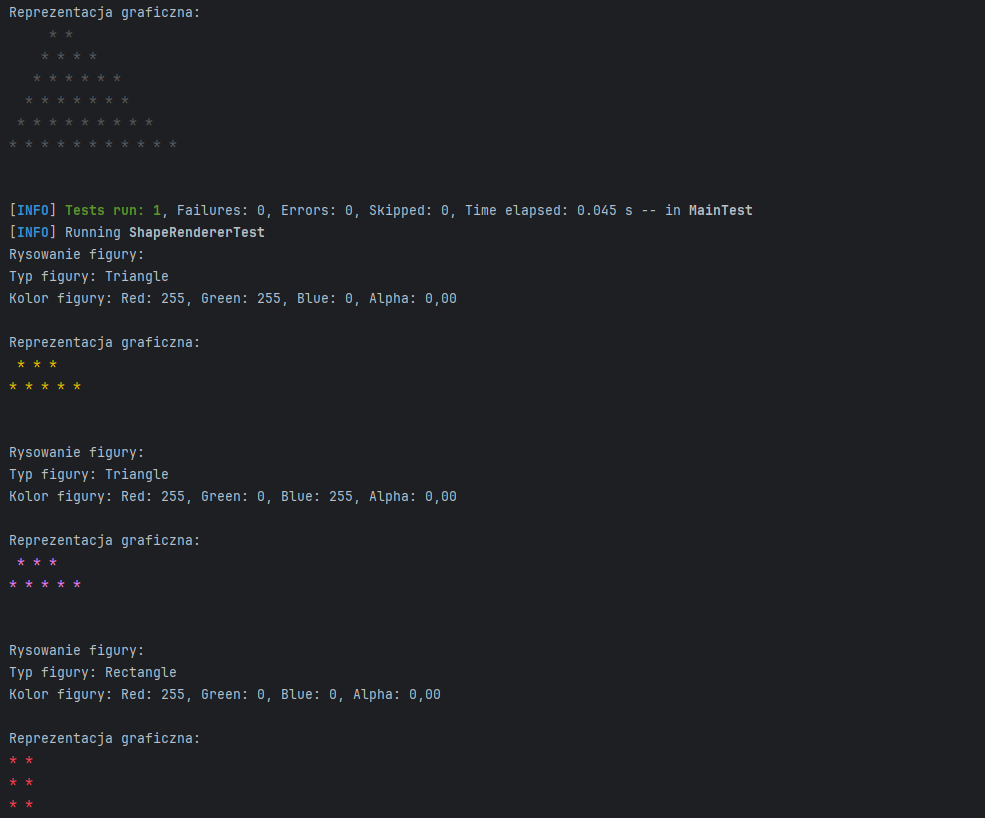 Reprezentacja graficzna:
     * *
    * * * *
   * * * * * *
  * * * * * * *
 * * * * * * * * *
* * * * * * * * * * *
[INFO] Tests run: 1, Failures: 0, Errors: 0, Skipped: 0, Time elapsed: 0.045 s -- in MainTest
[INFO] Running ShapeRendererTest
Rysowanie figury:
Typ figury: Triangle
Kolor figury: Red: 255, Green: 255, Blue: 0, Alpha: 0,00
Reprezentacja graficzna:
 * * *
* * * * *
Rysowanie figury:
Typ figury: Triangle
Kolor figury: Red: 255, Green: 0, Blue: 255, Alpha: 0,00
Reprezentacja graficzna:
 * * *
* * * * *
Rysowanie figury:
Typ figury: Rectangle
Kolor figury: Red: 255, Green: 0, Blue: 0, Alpha: 0,00
Reprezentacja graficzna:
* *
* *
* *